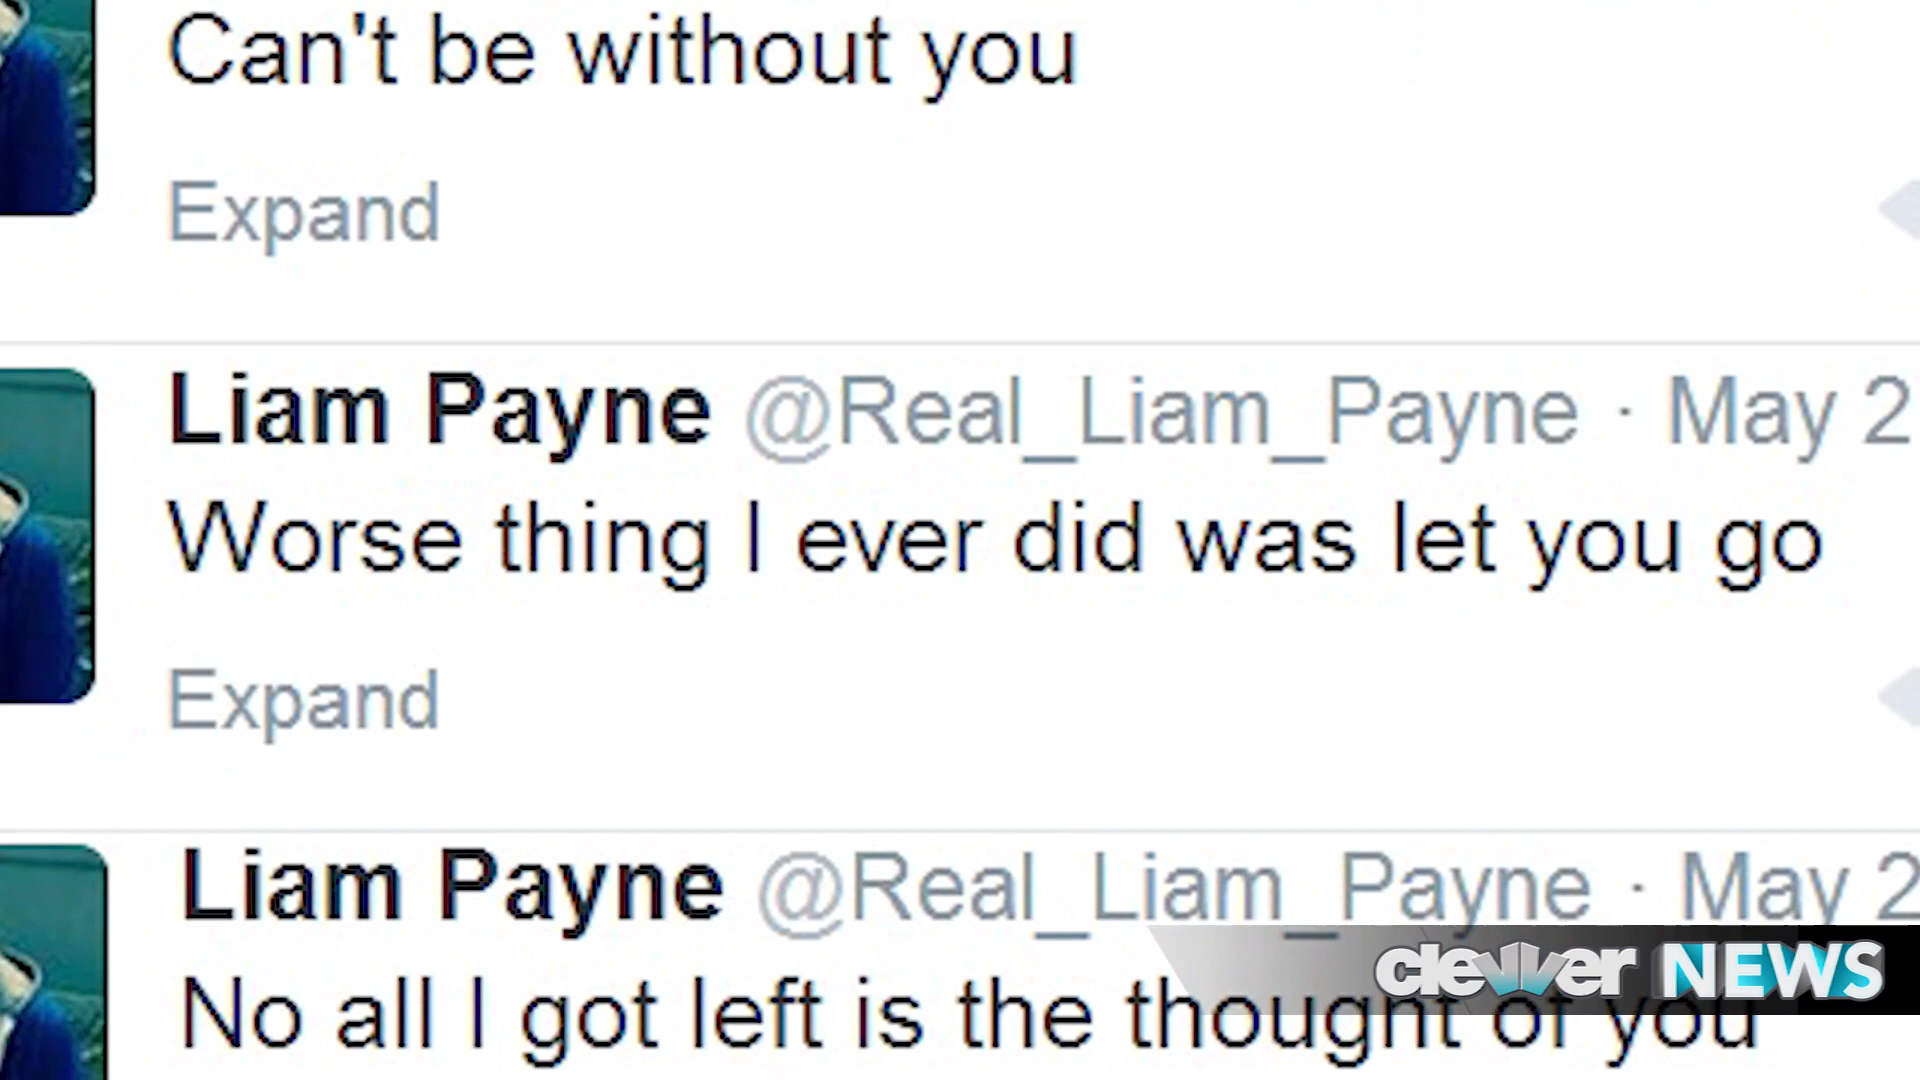 Can't be without you
Expand
Liam Payne @Real_Liam_Payne · May 2
Worse thing I ever did was let you go
Expand
Liam Payne @Real_Liam_Payne · May 2
No all I got left is the thought of you
clevver NEWS